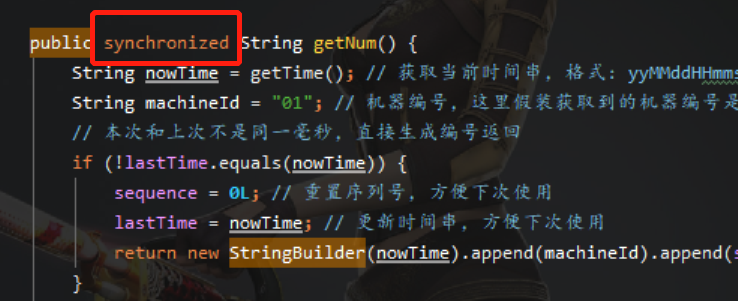 public synchronized String getNum() {
String nowTime = getTime(); // 获取当前时间串，格式：yyMMddHHmms
String machineId = "01"; // 机器编号，这里假装获取到的机器编号是
// 本次和上次不是同一毫秒，直接生成编号返回
if (!lastTime.equals(nowTime)) {
sequence = 0L; // 重置序列号，方便下次使用
lastTime = nowTime; // 更新时间串，方便下次使用
return new StringBuilder(nowTime).append(machineId).append(s
}